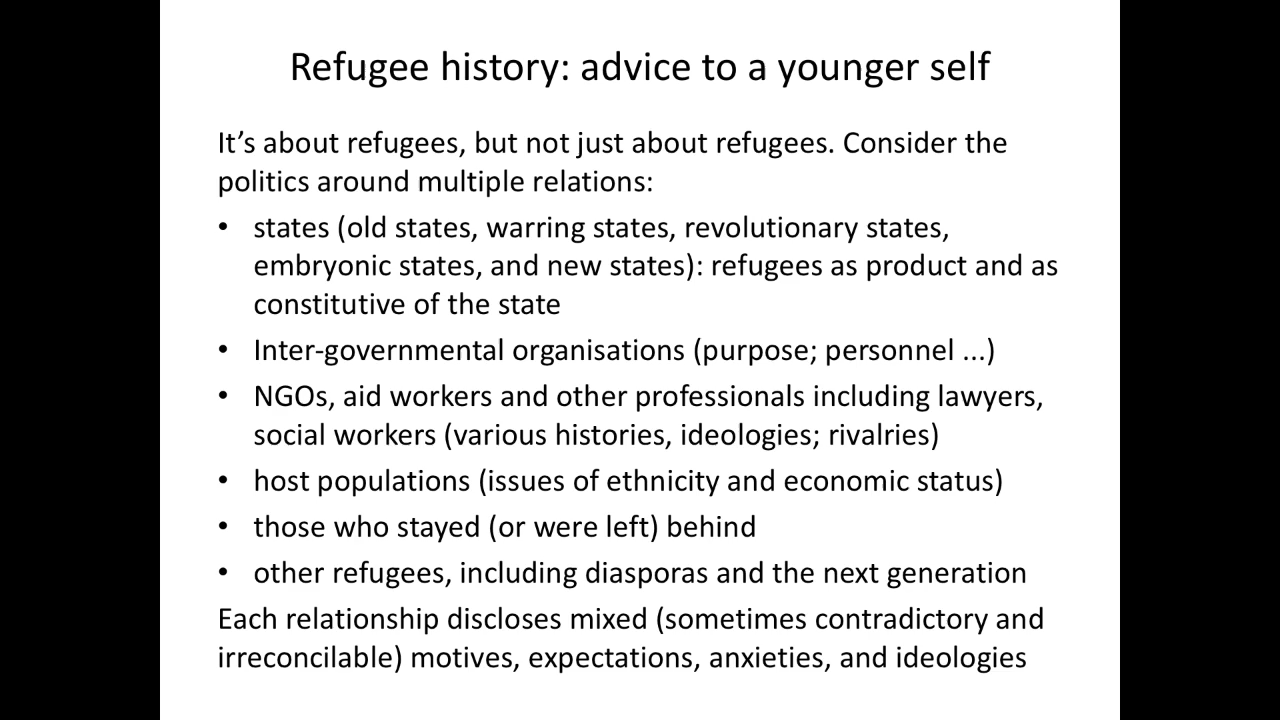 Refugee history: advice to a younger self
It’s about refugees, but not just about refugees. Consider the
politics around multiple relations:
• states (old states, warring states, revolutionary states,
embryonic states, and new states): refugees as product and as
constitutive of the state
• Inter-governmental organisations (purpose; personnel ...)
• NGOs, aid workers and other professionals including lawyers,
social workers (various histories, ideologies; rivalries)
• host populations (issues of ethnicity and economic status)
• those who stayed (or were left) behind
• other refugees, including diasporas and the next generation
Each relationship discloses mixed (sometimes contradictory and
irreconcilable) motives, expectations, anxieties, and ideologies